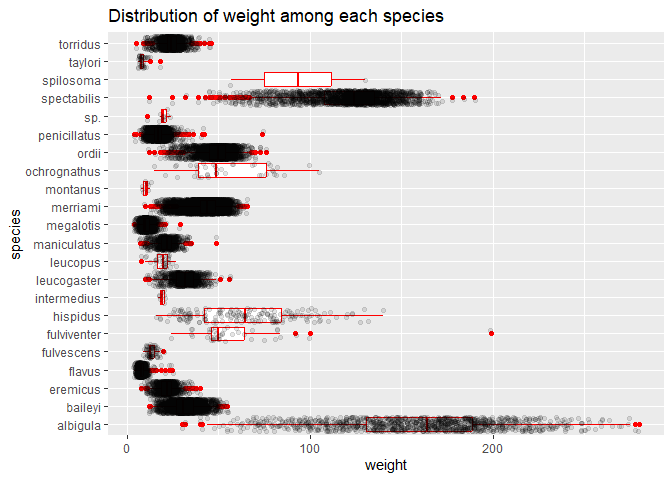 Distribution of weight among each species
torridus
taylori
spilosoma
spectabilis
sp.
penicillatus
ordii
ochrognathus
montanus
merriami
megalotis
maniculatus
leucopus
leucogaster
intermedius
hispidus
fulviventer
fulvescens
flavus
eremicus
baileyi
albigula
species
0 100 200
weight